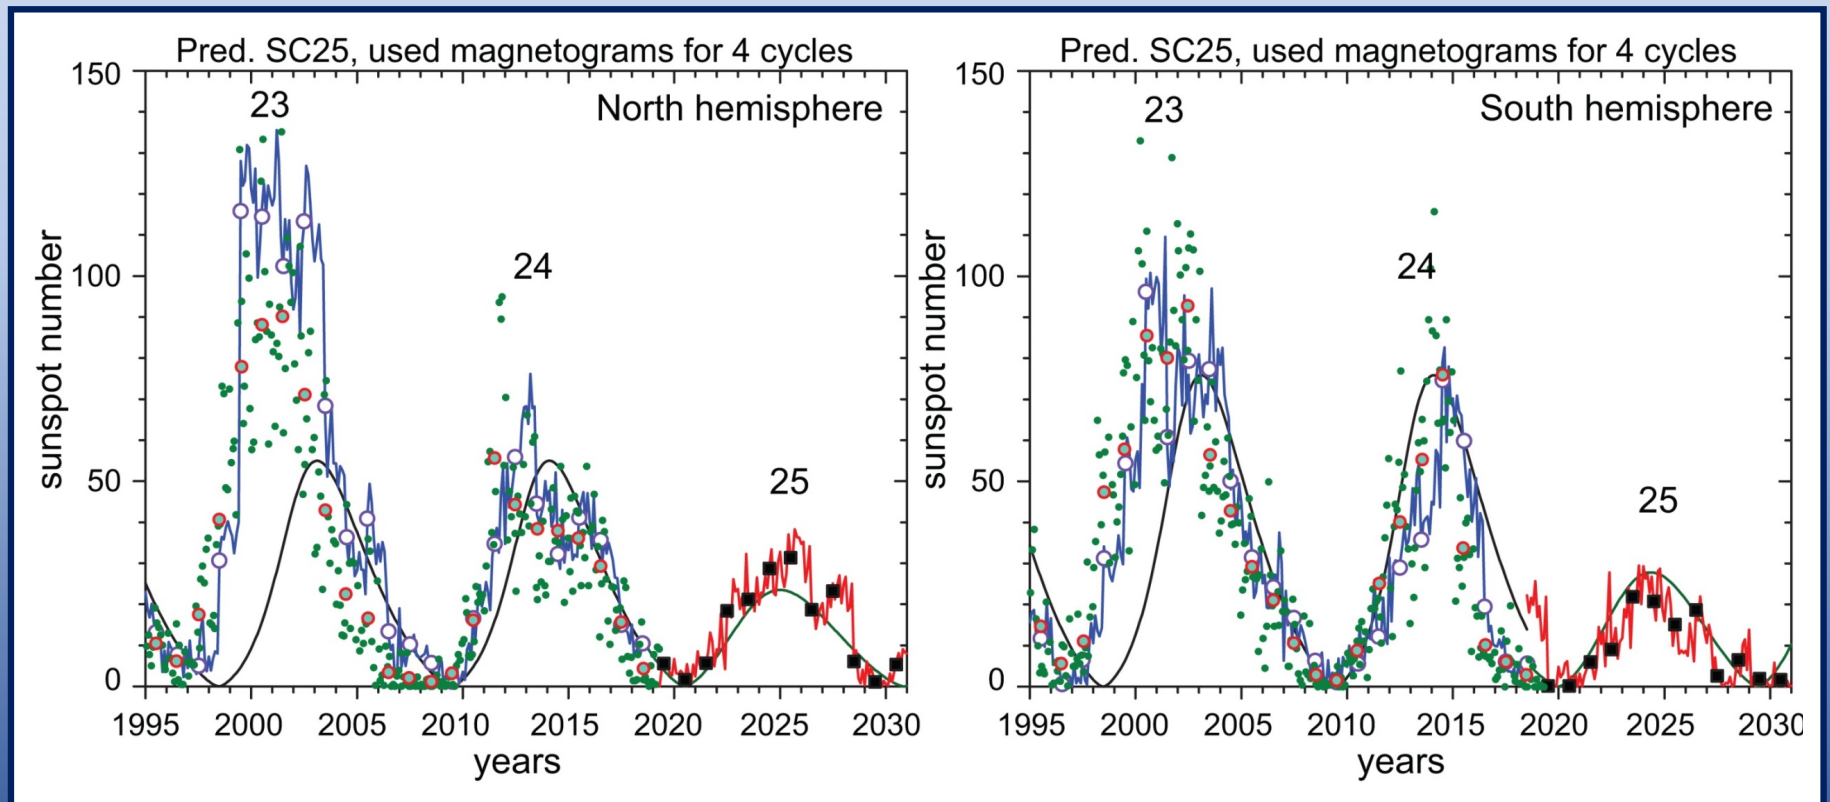 Pred. SC25, used magnetograms for 4 cycles
150
23
North hemisphere
100
24
sunspot number
50
25
0
1995 2000 2005 2010 2015 2020 2025 2030
years
Pred. SC25, used magnetograms for 4 cycles
150
23
South hemisphere
100
24
sunspot number
50
25
0
1995 2000 2005 2010 2015 2020 2025 2030
years